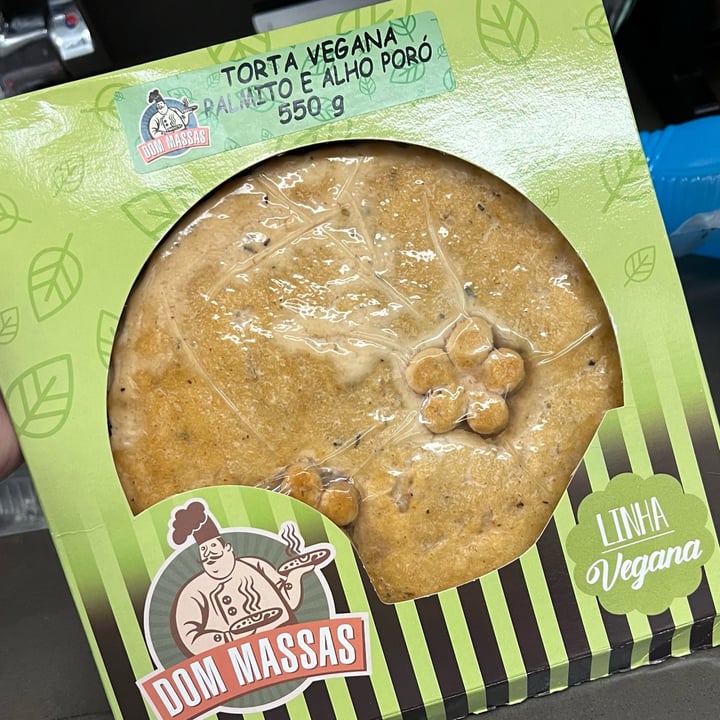 TORTA VEGANA
PALMITO E ALHO PORÓ
550 g
DOM MASSAS
LINHA
Vegana
DOM MASSAS